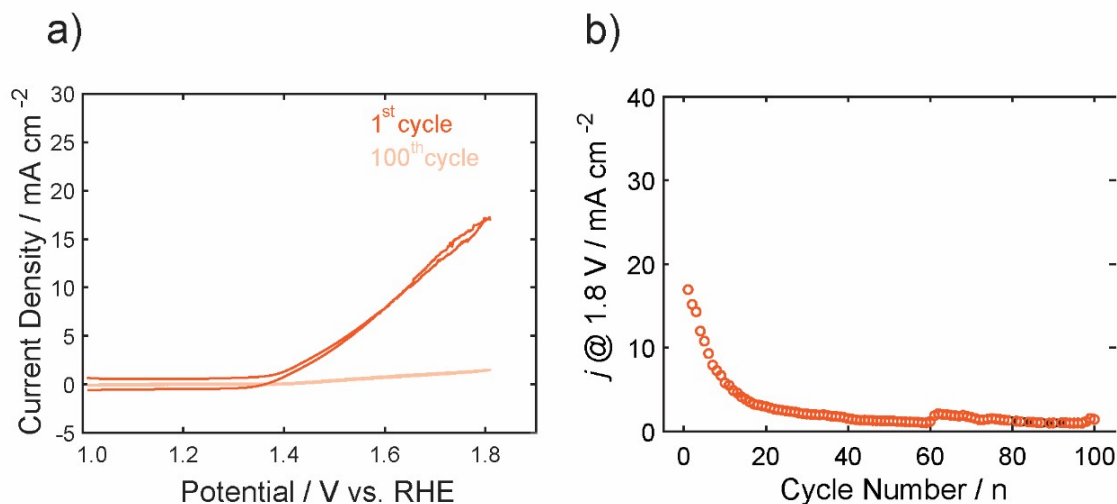 a)
30
25
20
15
10
5
0
-5
1.0 1.2 1.4 1.6 1.8
Current Density / mA cm⁻²
Potential / V vs. RHE
1ˢᵗ cycle
100ᵗʰ cycle
b)
40
30
20
10
0
0 20 40 60 80 100
j @ 1.8 V / mA cm⁻²
Cycle Number / n